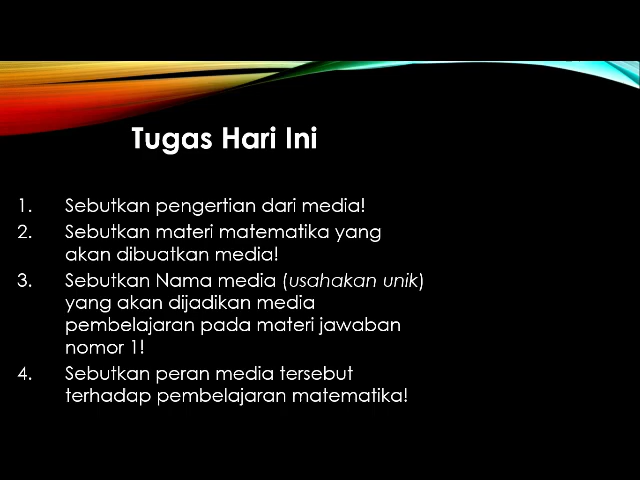 Tugas Hari Ini
1. Sebutkan pengertian dari media!
2. Sebutkan materi matematika yang
akan dibuatkan media!
3. Sebutkan Nama media (usahakan unik)
yang akan dijadikan media
pembelajaran pada materi jawaban
nomor 1!
4. Sebutkan peran media tersebut
terhadap pembelajaran matematika!